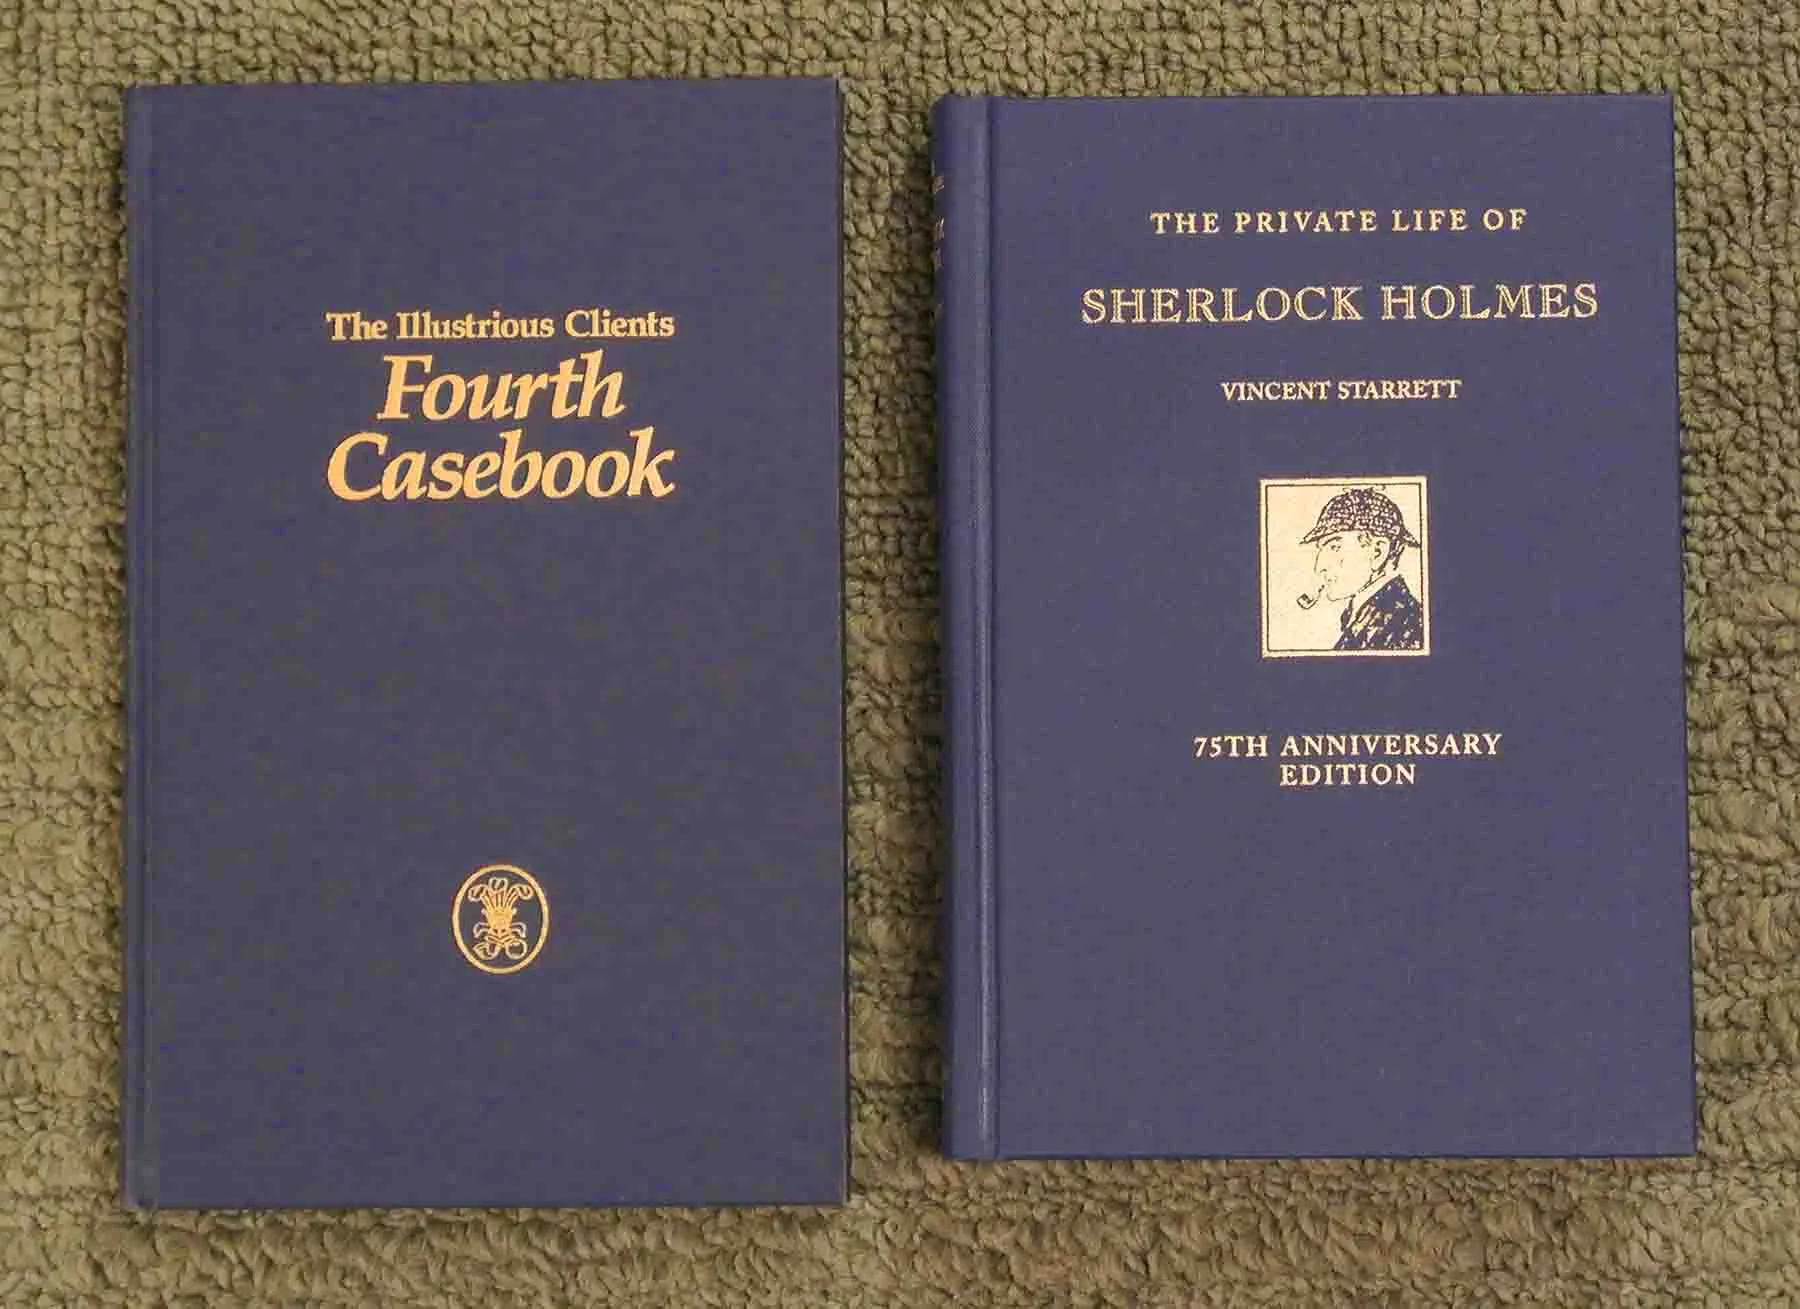 The Illustrious Clients
Fourth
Casebook
THE PRIVATE LIFE OF
SHERLOCK HOLMES
VINCENT STARRETT
75TH ANNIVERSARY
EDITION